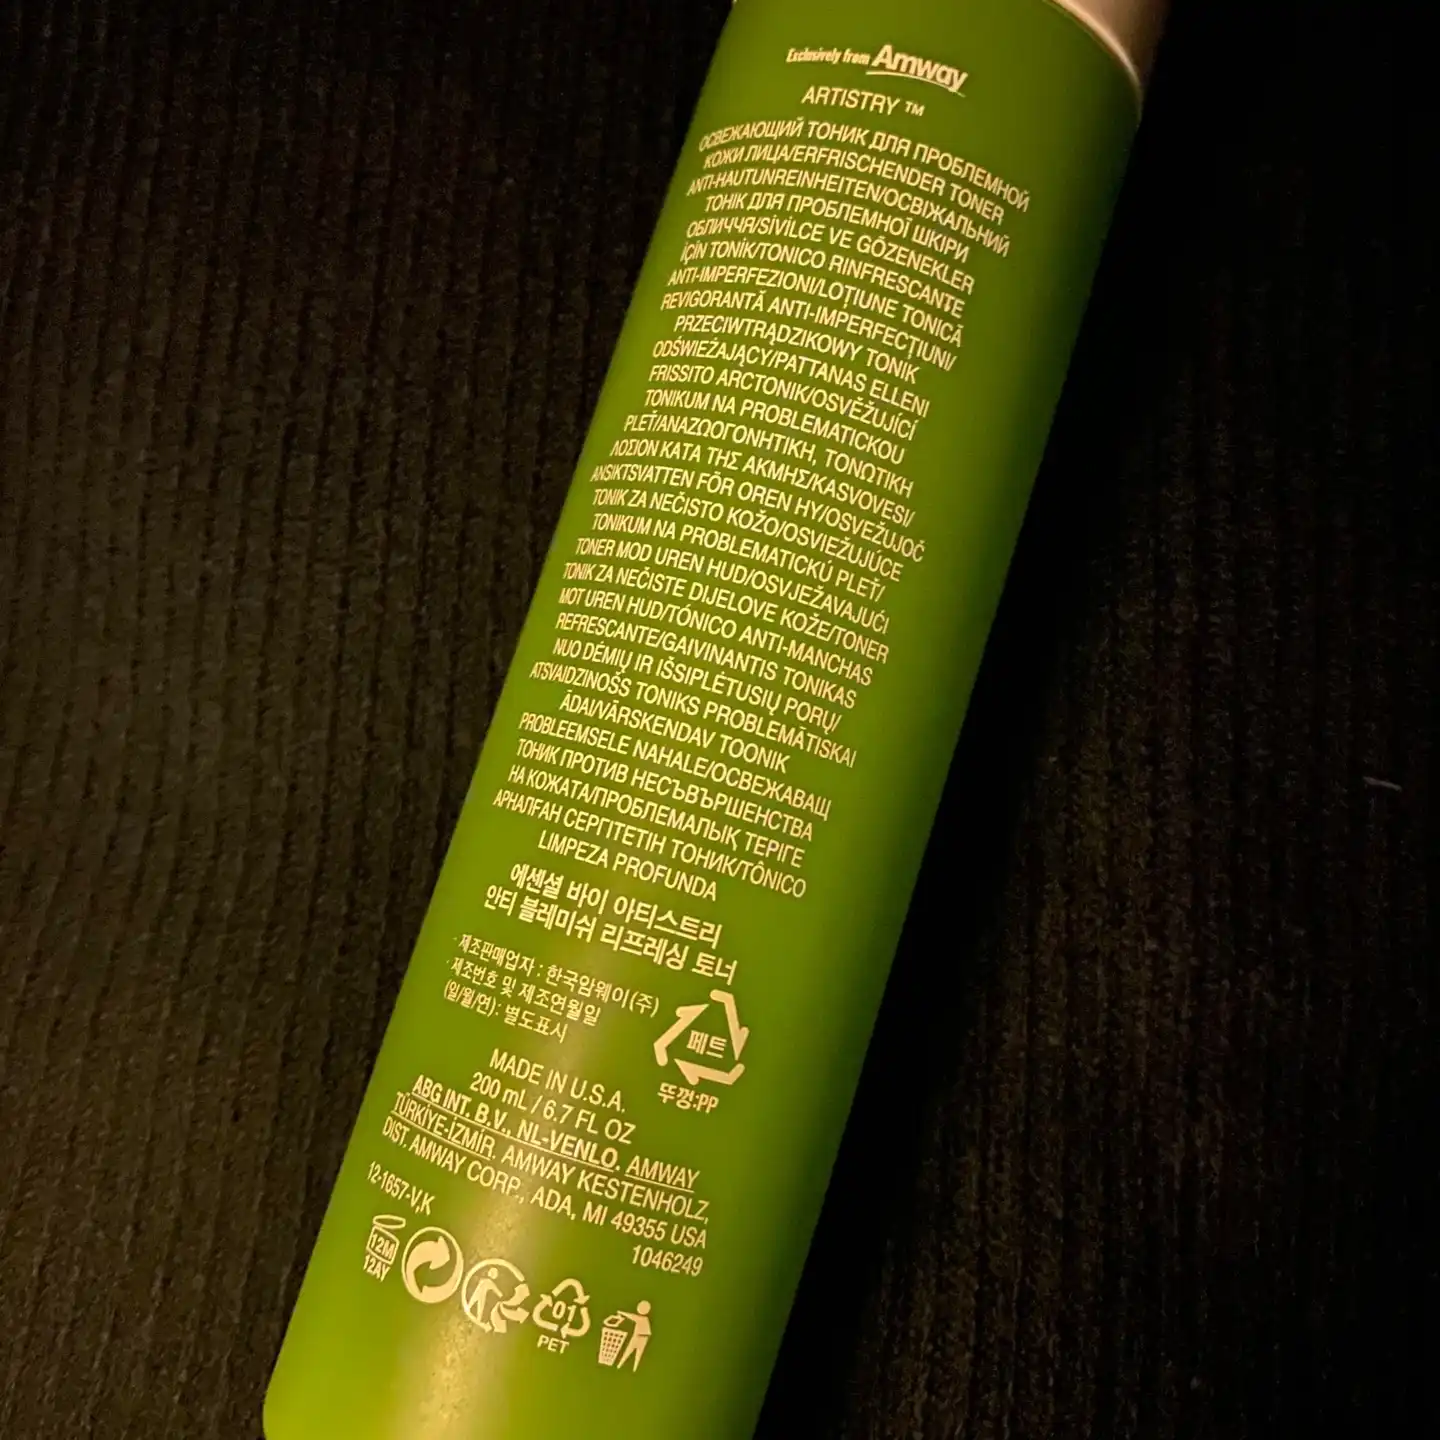 Exclusively from Amway
ARTISTRY ™
ОСВЕЖАЮЩИЙ ТОНИК ДЛЯ ПРОБЛЕМНОЙ
КОЖИ ЛИЦА/ERFRISCHENDER TONER
ANTI-HAUTUNREINHEITEN/ОСВІЖАЛЬНИЙ
ТОНІК ДЛЯ ПРОБЛЕМНОЇ ШКІРИ
ОБЛИЧЧЯ/SİVİLCE VE GÖZENEKLER
İÇİN TONİK/TONICO RINFRESCANTE
ANTI-IMPERFEZIONI/LOȚIUNE TONICĂ
REVIGORANTĂ ANTI-IMPERFECȚIUNI/
PRZECIWTRĄDZIKOWY TONIK
ODŚWIEŻAJĄCY/PATTANAS ELLENI
FRISSITO ARCTONIK/OSVĚŽUJÍCÍ
TONIKUM NA PROBLEMATICKOU
PLEŤ/ΑΝΑΖΩΟΓΟΝΗΤΙΚΗ, ΤΟΝΩΤΙΚΗ
ΛΟΣΙΟΝ ΚΑΤΑ ΤΗΣ ΑΚΜΗΣ/KASVOVESI/
ANSIKTSVATTEN FÖR OREN HY/OSVEŽUJOČ
TONIK ZA NEČISTO KOŽO/OSVIEŽUJÚCE
TONIKUM NA PROBLEMATICKÚ PLEŤ/
TONER MOD UREN HUD/OSVJEŽAVAJUĆI
TONIK ZA NEČISTE DIJELOVE KOŽE/TONER
MOT UREN HUD/TÓNICO ANTI-MANCHAS
REFRESCANTE/GAIVINANTIS TONIKAS
NUO DĖMIŲ IR IŠSIPLĖTUSIŲ PORŲ/
ATSVAIDZINOŠS TONIKS PROBLEMĀTISKAI
ĀDAI/VÄRSKENDAV TOONIK
PROBLEEMSELE NAHALE/ОСВЕЖАВАЩ
ТОНИК ПРОТИВ НЕСЪВЪРШЕНСТВА
НА КОЖАТА/ПРОБЛЕМАЛЫҚ ТЕРІГЕ
АРНАЛҒАН СЕРГІТЕТІН ТОНИК/TÔNICO
LIMPEZA PROFUNDA
에센셜 바이 아티스트리
안티 블레미쉬 리프레싱 토너
· 제조판매업자 : 한국암웨이(주)
· 제조번호 및 제조연월일
(일/월/연): 별도표시
페트
뚜껑:PP
MADE IN U.S.A.
200 mL / 6.7 FL OZ
ABG INT. B.V., NL-VENLO. AMWAY
TÜRKİYE-İZMİR. AMWAY KESTENHOLZ,
DIST. AMWAY CORP., ADA, MI 49355 USA
12-1657-V,K
1046249
12M
12AY
01
PET